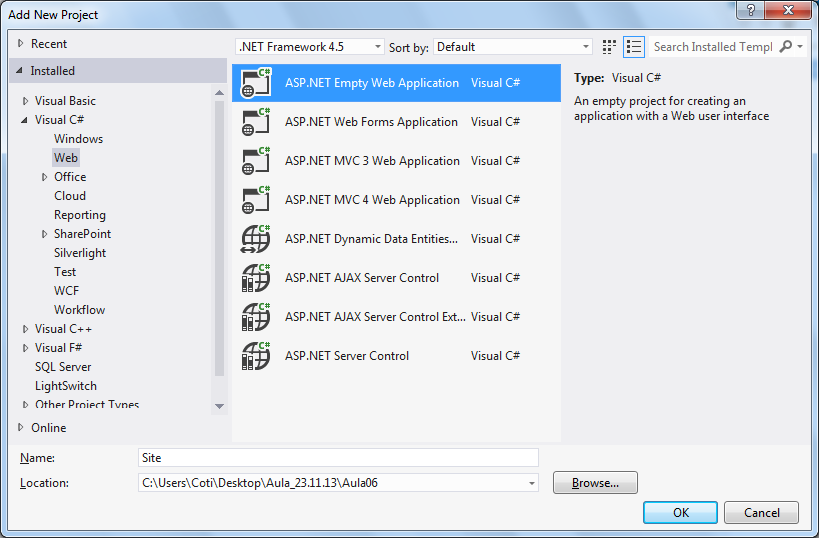 Add New Project
?
Recent
Installed
Visual Basic
Visual C#
Windows
Web
Office
Cloud
Reporting
SharePoint
Silverlight
Test
WCF
Workflow
Visual C++
Visual F#
SQL Server
LightSwitch
Other Project Types
Online
.NET Framework 4.5
Sort by: Default
C# ASP.NET Empty Web Application Visual C#
C# ASP.NET Web Forms Application Visual C#
C# ASP.NET MVC 3 Web Application Visual C#
C# ASP.NET MVC 4 Web Application Visual C#
C# ASP.NET Dynamic Data Entities... Visual C#
C# ASP.NET AJAX Server Control Visual C#
C# ASP.NET AJAX Server Control Ext... Visual C#
C# ASP.NET Server Control Visual C#
Search Installed Templ
Type: Visual C#
An empty project for creating an
application with a Web user interface
Name: Site
Location: C:\Users\Coti\Desktop\Aula_23.11.13\Aula06
Browse...
OK
Cancel